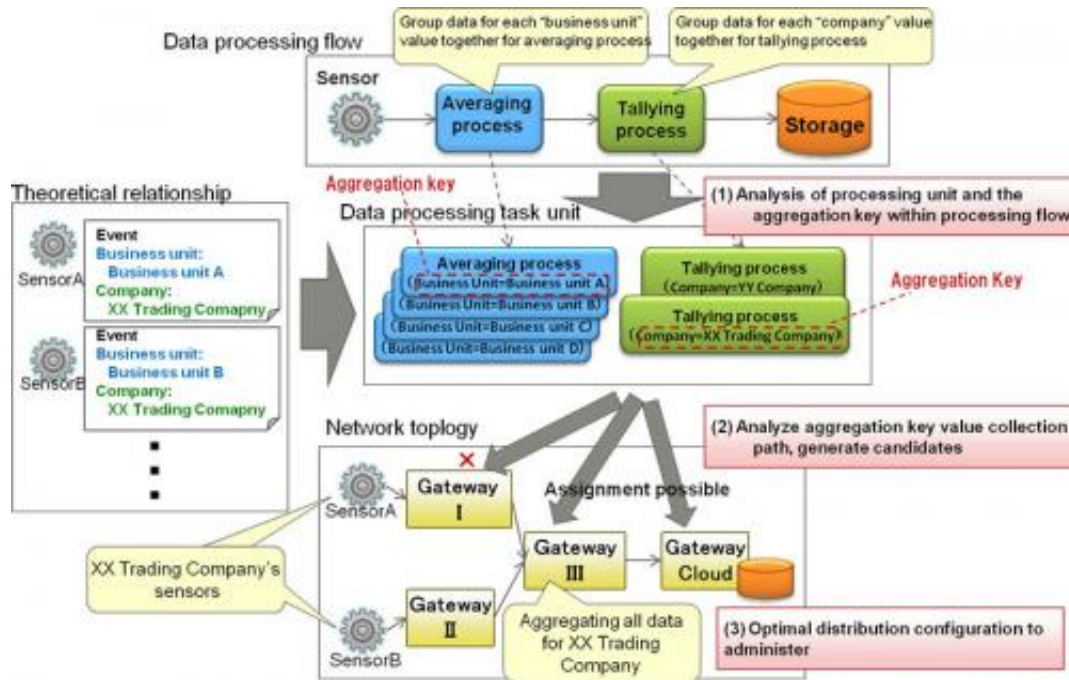 Group data for each "business unit"
value together for averaging process
Group data for each "company" value
together for tallying process
Data processing flow
Sensor
Averaging
process
Tallying
process
Storage
Theoretical relationship
Aggregation key
(1) Analysis of processing unit and the
aggregation key within processing flow
Data processing task unit
SensorA
Event
Business unit:
Business unit A
Company:
XX Trading Comapny
SensorB
Event
Business unit:
Business unit B
Company:
XX Trading Comapny
Averaging process
(Business Unit=Business unit A)
(Business Unit=Business unit B)
(Business Unit=Business unit C)
(Business Unit=Business unit D)
Tallying process
(Company=YY Company)
Tallying process
(Company=XX Trading Company)
Aggregation Key
Network toplogy
(2) Analyze aggregation key value collection
path, generate candidates
SensorA
Gateway
I
Assignment possible
Gateway
III
Gateway
Cloud
XX Trading Company's
sensors
SensorB
Gateway
II
Aggregating all data
for XX Trading
Company
(3) Optimal distribution configuration to
administer